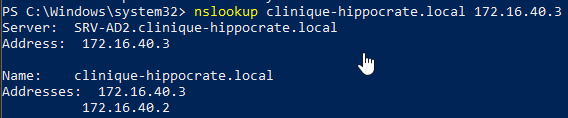 PS C:\Windows\system32> nslookup clinique-hippocrate.local 172.16.40.3
Server:  SRV-AD2.clinique-hippocrate.local
Address:  172.16.40.3
Name:    clinique-hippocrate.local
Addresses:  172.16.40.3
          172.16.40.2